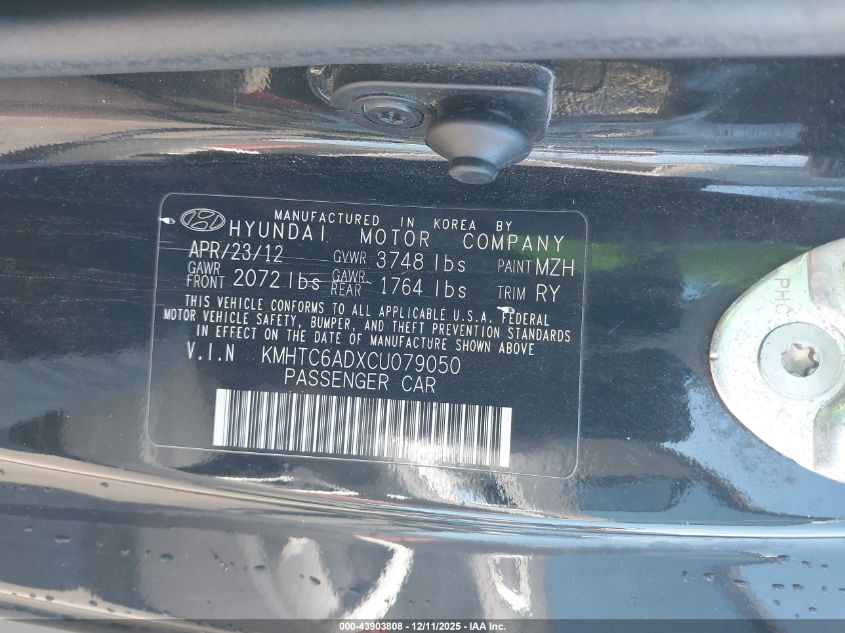 MANUFACTURED IN KOREA BY
HYUNDAI MOTOR COMPANY
APR/23/12 GVWR 3748 lbs PAINT MZH
GAWR FRONT 2072 lbs GAWR REAR 1764 lbs TRIM RY
THIS VEHICLE CONFORMS TO ALL APPLICABLE U.S.A. FEDERAL
MOTOR VEHICLE SAFETY, BUMPER, AND THEFT PREVENTION STANDARDS
IN EFFECT ON THE DATE OF MANUFACTURE SHOWN ABOVE
V.I.N KMHTC6ADXCU079050
PASSENGER CAR
PHC
000-43903808 - 12/11/2025 - IAA Inc.